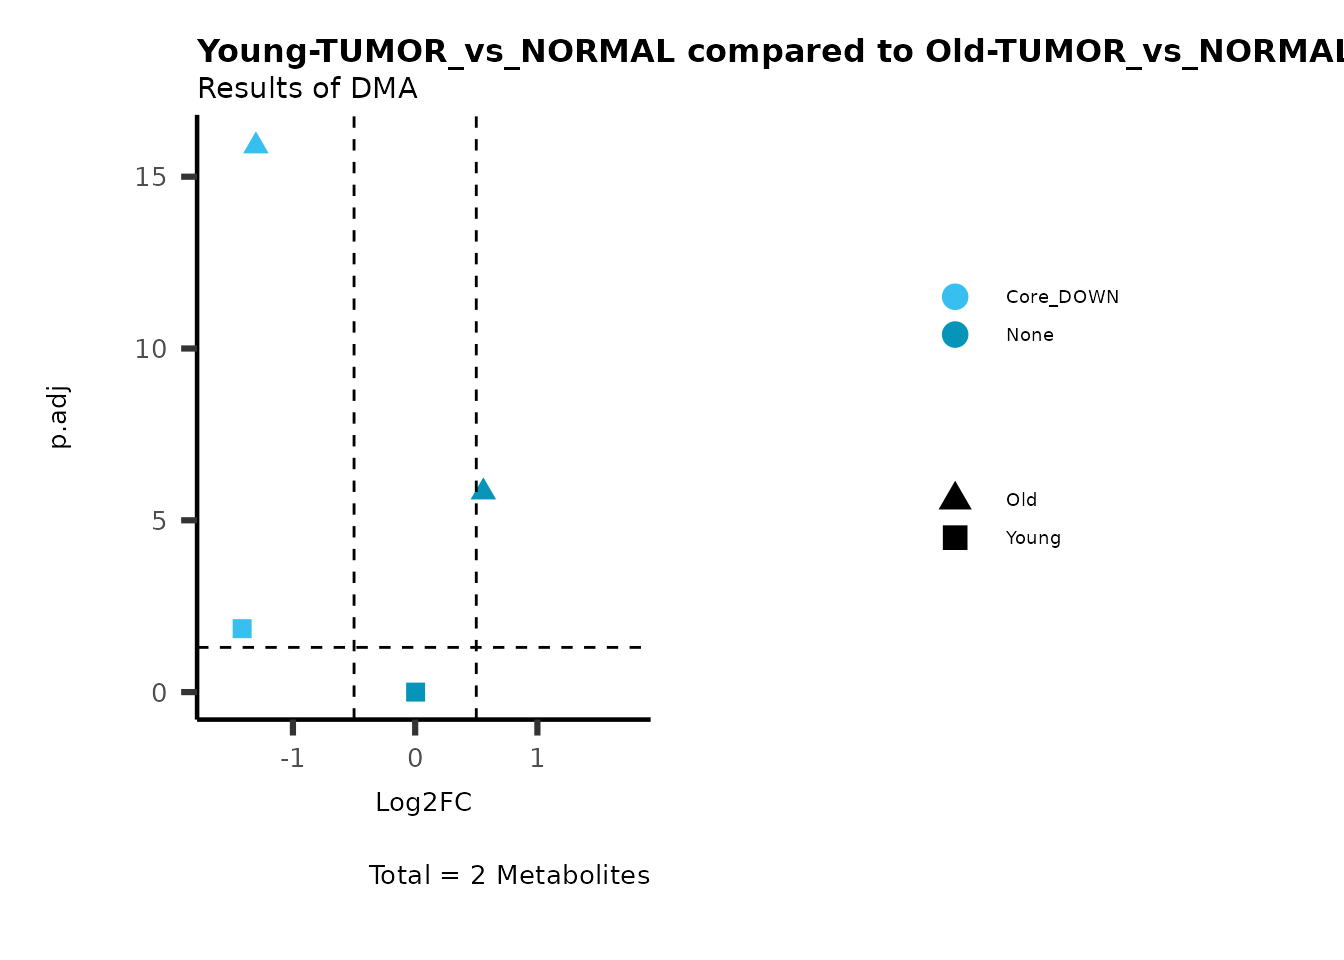 Young-TUMOR_vs_NORMAL compared to Old-TUMOR_vs_NORMAL
Results of DMA
15
10
5
0
p.adj
-1 0 1
Log2FC
Total = 2 Metabolites
Core_DOWN
None
Old
Young